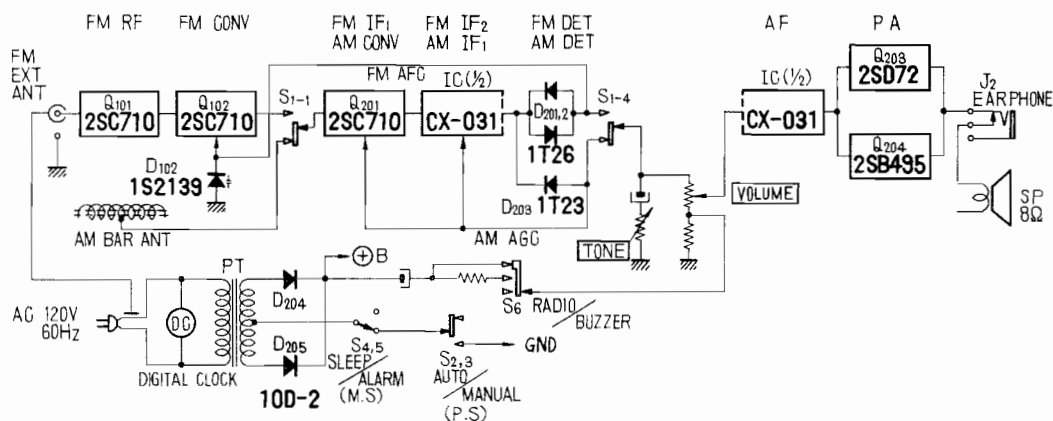 FM RF
FM CONV
FM IF1
AM CONV
FM IF2
AM IF1
FM DET
AM DET
AF
PA
FM
EXT
ANT
Q101
2SC710
Q102
2SC710
S1-1
FM AFC
Q201
2SC710
IC(1/2)
CX-031
D201,2
1T26
S1-4
IC(1/2)
CX-031
Q203
2SD72
Q204
2SB495
J2
EARPHONE
D102
1S2139
D203
1T23
VOLUME
SP
8Ω
AM BAR ANT
AM AGC
TONE
PT
+B
D204
S6 RADIO
BUZZER
AC 120V
60Hz
DC
D205
S4,5
SLEEP
ALARM
(M.S)
S2,3
AUTO
MANUAL
(P.S)
GND
DIGITAL CLOCK
10D-2